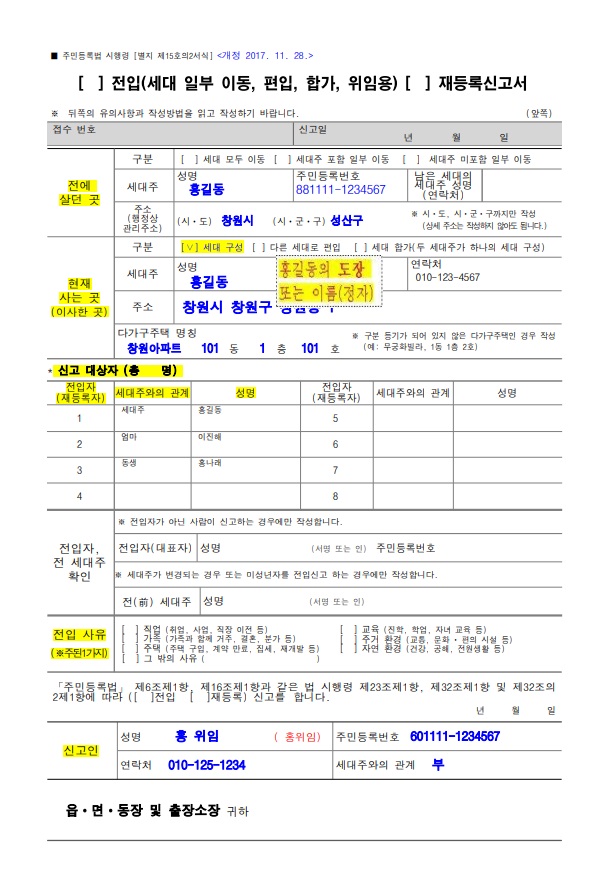 ■ 주민등록법 시행령 [별지 제15호의2서식] <개정 2017. 11. 28.>
[ ] 전입(세대 일부 이동, 편입, 합가, 위임용) [ ] 재등록신고서
※ 뒤쪽의 유의사항과 작성방법을 읽고 작성하기 바랍니다. (앞쪽)
접수 번호 신고일 년 월 일
전에 살던 곳
구분 [ ] 세대 모두 이동 [ ] 세대주 포함 일부 이동 [ ] 세대주 미포함 일부 이동
세대주 성명 홍길동 주민등록번호 881111-1234567 남은 세대의 세대주 성명 (연락처)
주소 (행정상 관리주소) (시·도) 창원시 (시·군·구) 성산구 ※ 시·도, 시·군·구까지만 작성
(상세 주소는 작성하지 않아도 됩니다.)
현재 사는 곳 (이사한 곳)
구분 [√] 세대 구성 [ ] 다른 세대로 편입 [ ] 세대 합가(두 세대주가 하나의 세대 구성)
세대주 성명 홍길동 연락처 010-123-4567
홍길동의 도장
또는 이름(정자)
주소 창원시 창원구
다가구주택 명칭 ※ 구분 등기가 되어 있지 않은 다가구주택인 경우 작성
창원아파트 101 동 1 층 101 호 (예: 무궁화빌라, 1동 1층 2호)
* 신고 대상자 (총 명)
전입자 (재등록자) 세대주와의 관계 성명 전입자 (재등록자) 세대주와의 관계 성명
1 세대주 홍길동 5
2 엄마 이진해 6
3 동생 홍나래 7
4 8
전입자, 전 세대주 확인
※ 전입자가 아닌 사람이 신고하는 경우에만 작성합니다.
전입자(대표자) 성명 (서명 또는 인) 주민등록번호
※ 세대주가 변경되는 경우 또는 미성년자를 전입신고 하는 경우에만 작성합니다.
전(前) 세대주 성명 (서명 또는 인)
전입 사유 (※주된1가지)
[ ] 직업 (취업, 사업, 직장 이전 등) [ ] 교육 (진학, 학업, 자녀 교육 등)
[ ] 가족 (가족과 함께 거주, 결혼, 분가 등) [ ] 주거 환경 (교통, 문화·편의 시설 등)
[ ] 주택 (주택 구입, 계약 만료, 집세, 재개발 등) [ ] 자연 환경 (건강, 공해, 전원생활 등)
[ ] 그 밖의 사유 ( )
「주민등록법」 제6조제1항, 제16조제1항과 같은 법 시행령 제23조제1항, 제32조제1항 및 제32조의
2제1항에 따라 ([ ]전입 [ ]재등록) 신고를 합니다.
년 월 일
신고인
성명 홍 위임 ( 홍위임) 주민등록번호 601111-1234567
연락처 010-125-1234 세대주와의 관계 부
읍·면·동장 및 출장소장 귀하